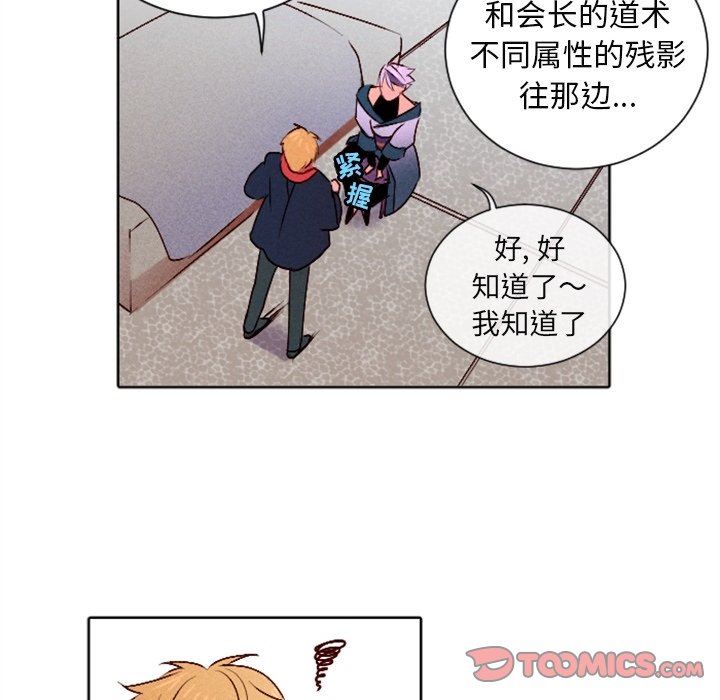 和会长的道术
不同属性的残影
往那边...
紧
握
好, 好
知道了～
我知道了
TOOMICS.COM